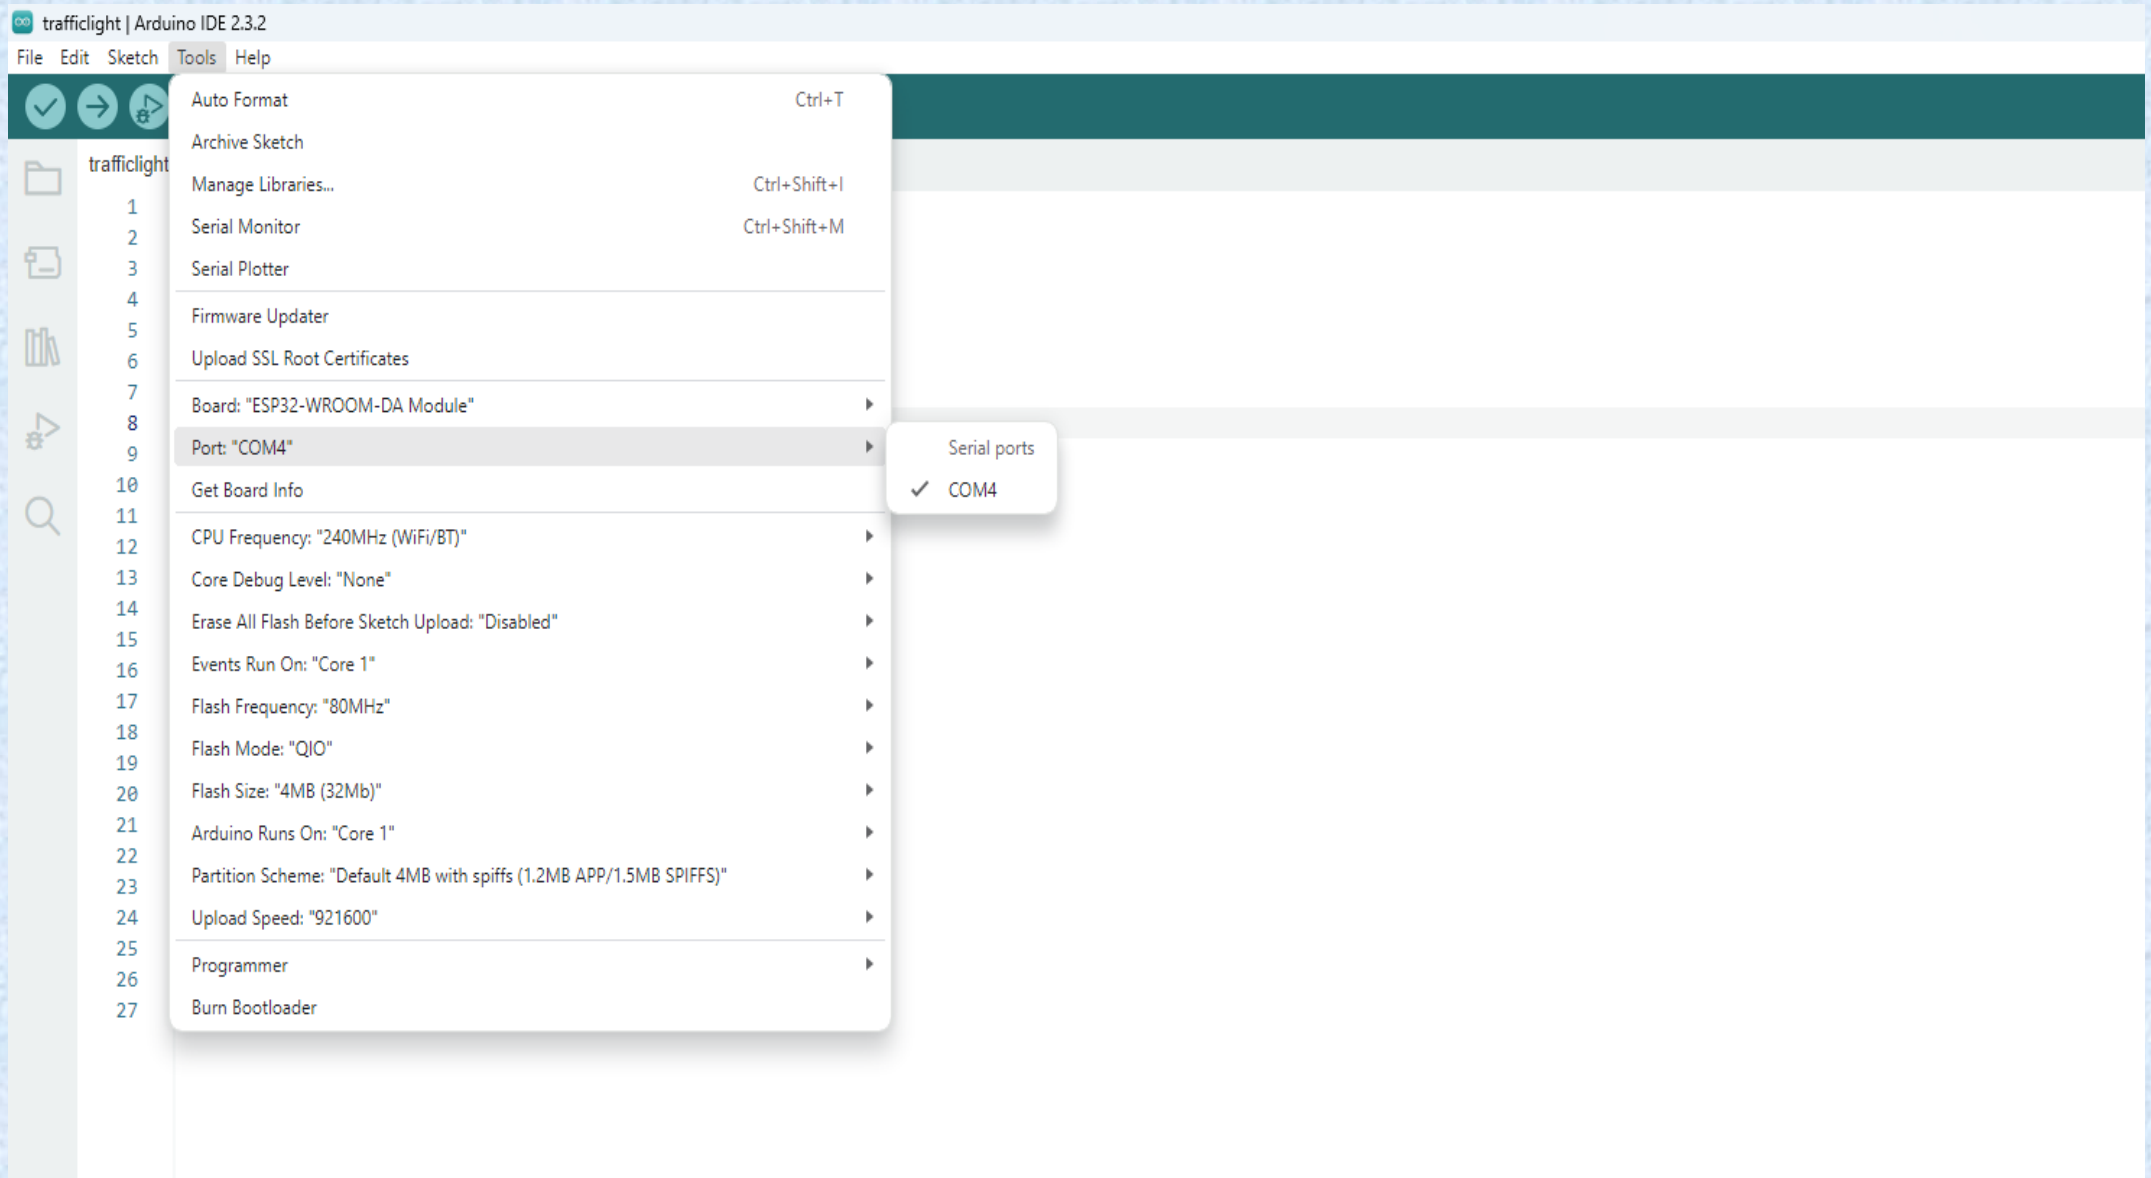 trafficlight | Arduino IDE 2.3.2
File Edit Sketch Tools Help
trafficlight
Auto Format Ctrl+T
Archive Sketch
Manage Libraries... Ctrl+Shift+I
Serial Monitor Ctrl+Shift+M
Serial Plotter
Firmware Updater
Upload SSL Root Certificates
Board: "ESP32-WROOM-DA Module"
Port: "COM4"
Get Board Info
CPU Frequency: "240MHz (WiFi/BT)"
Core Debug Level: "None"
Erase All Flash Before Sketch Upload: "Disabled"
Events Run On: "Core 1"
Flash Frequency: "80MHz"
Flash Mode: "QIO"
Flash Size: "4MB (32Mb)"
Arduino Runs On: "Core 1"
Partition Scheme: "Default 4MB with spiffs (1.2MB APP/1.5MB SPIFFS)"
Upload Speed: "921600"
Programmer
Burn Bootloader
Serial ports
COM4
1
2
3
4
5
6
7
8
9
10
11
12
13
14
15
16
17
18
19
20
21
22
23
24
25
26
27